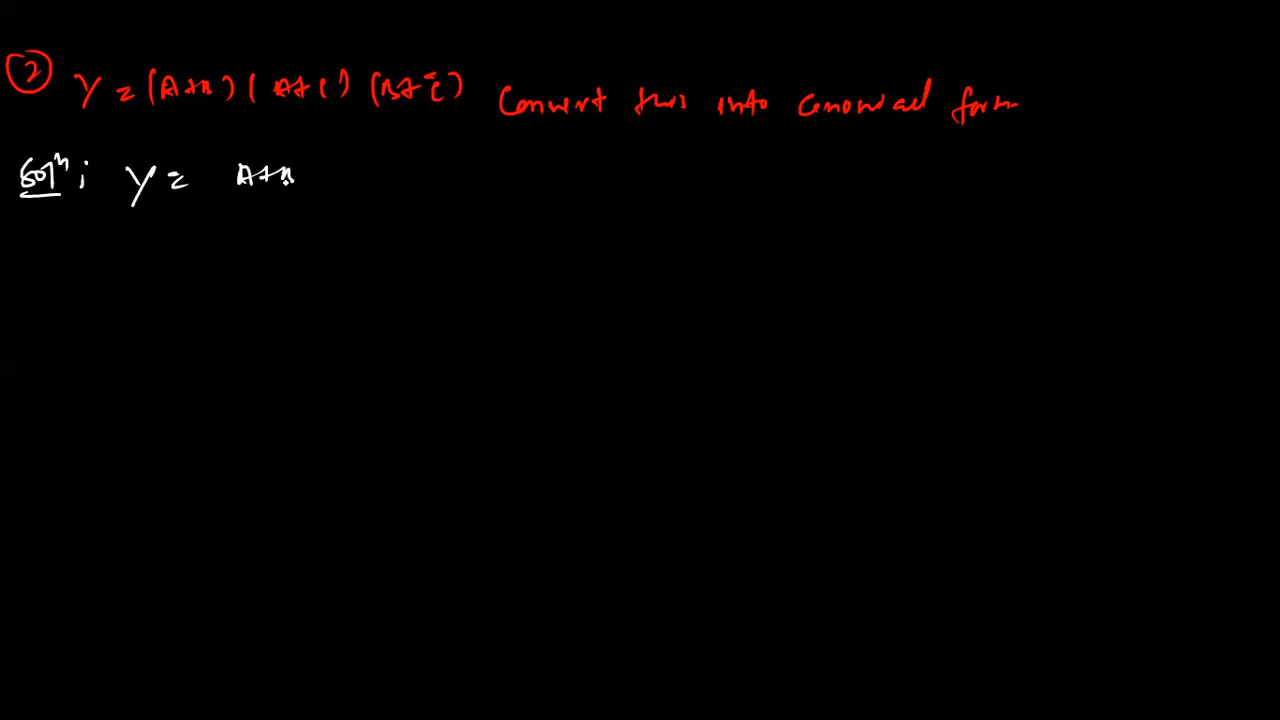 ② Y = (A+B) (A+C) (B+C̅) Convert this into canonical form
Solⁿ ; Y = A+B